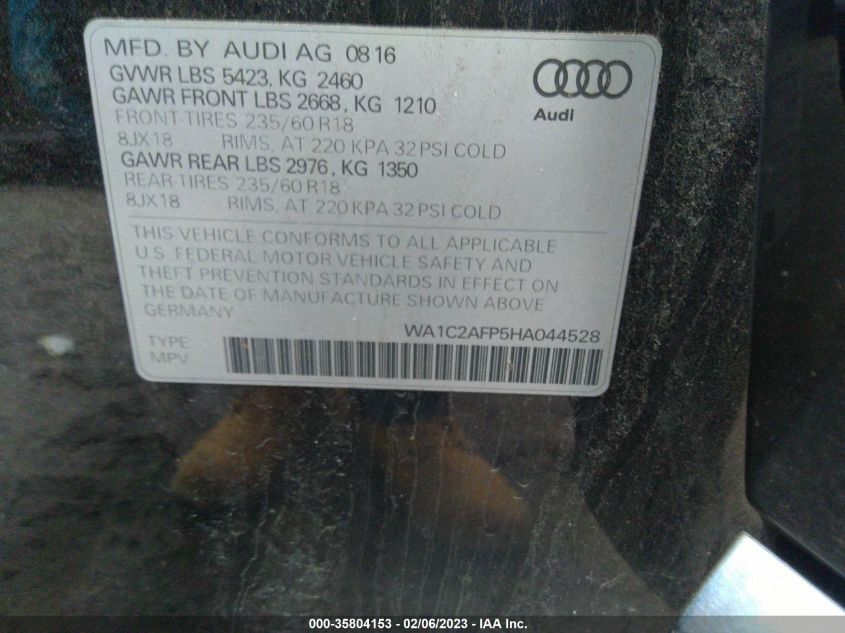 MFD. BY AUDI AG 0816
GVWR LBS 5423, KG 2460
GAWR FRONT LBS 2668, KG 1210
FRONT-TIRES 235/60 R18
8JX18 RIMS, AT 220 KPA 32 PSI COLD
GAWR REAR LBS 2976, KG 1350
REAR-TIRES 235/60 R18
8JX18 RIMS, AT 220 KPA 32 PSI COLD
Audi
THIS VEHICLE CONFORMS TO ALL APPLICABLE
U.S. FEDERAL MOTOR VEHICLE SAFETY AND
THEFT PREVENTION STANDARDS IN EFFECT ON
THE DATE OF MANUFACTURE SHOWN ABOVE
GERMANY
WA1C2AFP5HA044528
TYPE:
MPV
000-35804153 - 02/06/2023 - IAA Inc.